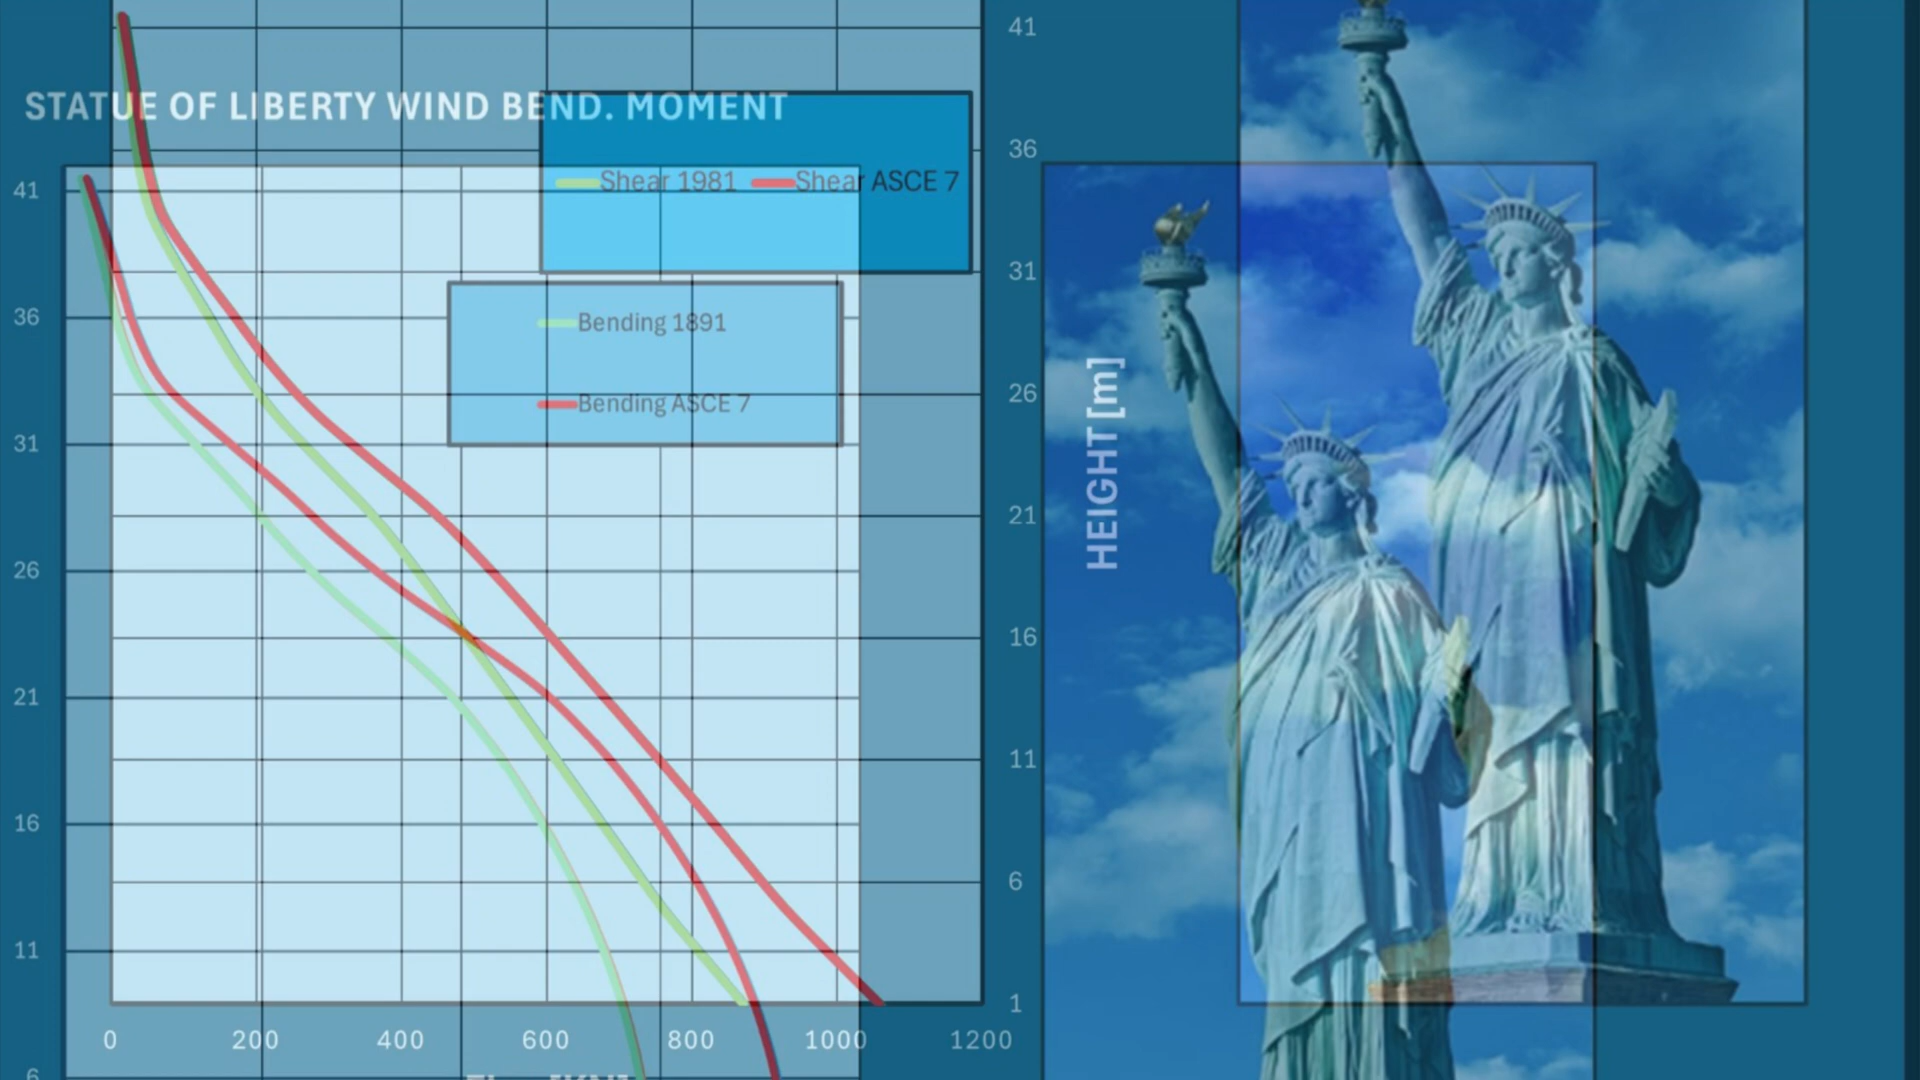 STATUE OF LIBERTY WIND BEND. MOMENT
Shear 1981 Shear ASCE 7
Bending 1891
Bending ASCE 7
41
36
31
26
21
16
11
6
HEIGHT [m]
41
36
31
26
21
16
11
6
1
0 200 400 600 800 1000 1200